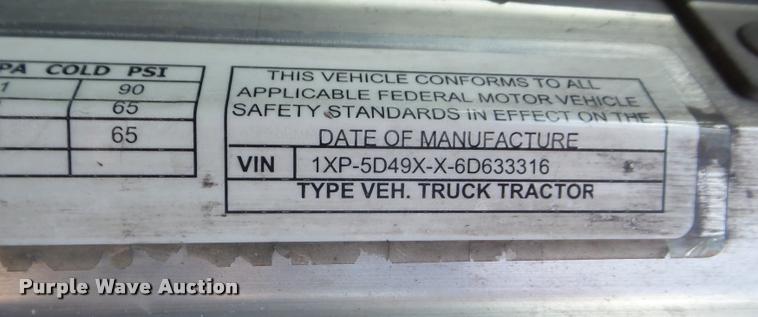 PA COLD PSI
1 90
65
65
THIS VEHICLE CONFORMS TO ALL
APPLICABLE FEDERAL MOTOR VEHICLE
SAFETY STANDARDS IN EFFECT ON THE
DATE OF MANUFACTURE
VIN 1XP-5D49X-X-6D633316
TYPE VEH. TRUCK TRACTOR
Purple Wave Auction